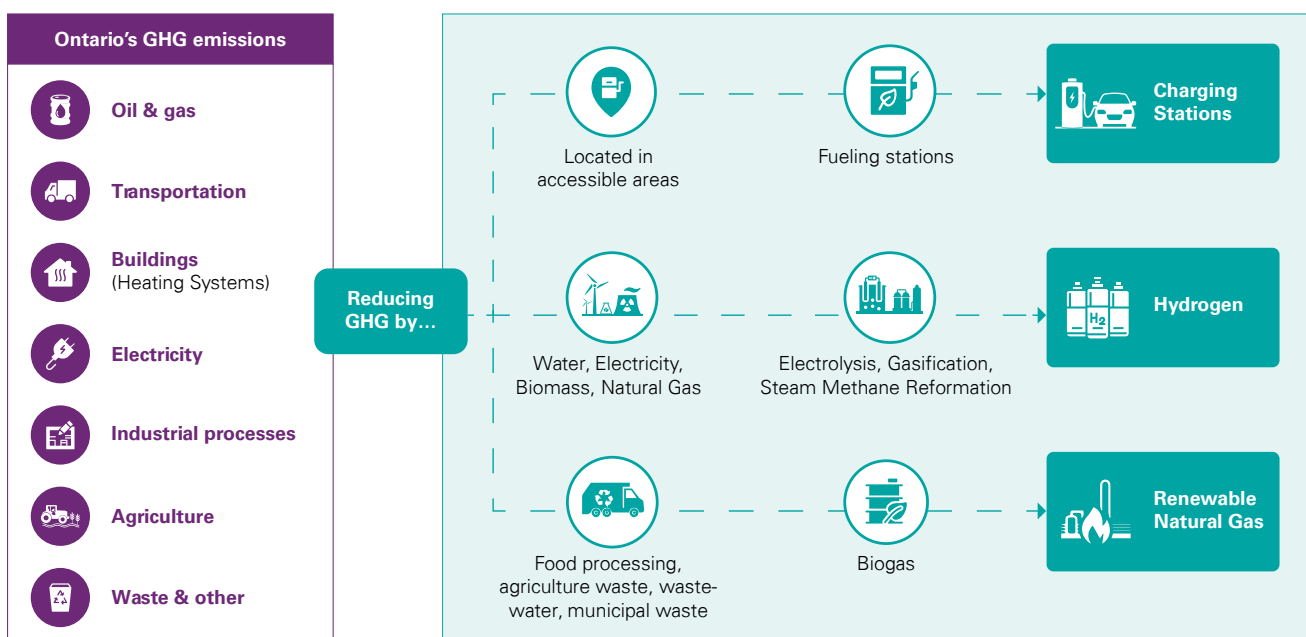 Ontario's GHG emissions
Oil & gas
Transportation
Buildings
(Heating Systems)
Electricity
Industrial processes
Agriculture
Waste & other
Reducing
GHG by...
Located in
accessible areas
Fueling stations
Charging
Stations
Water, Electricity,
Biomass, Natural Gas
Electrolysis, Gasification,
Steam Methane Reformation
H2
Hydrogen
Food processing,
agriculture waste, waste-
water, municipal waste
Biogas
Renewable
Natural Gas